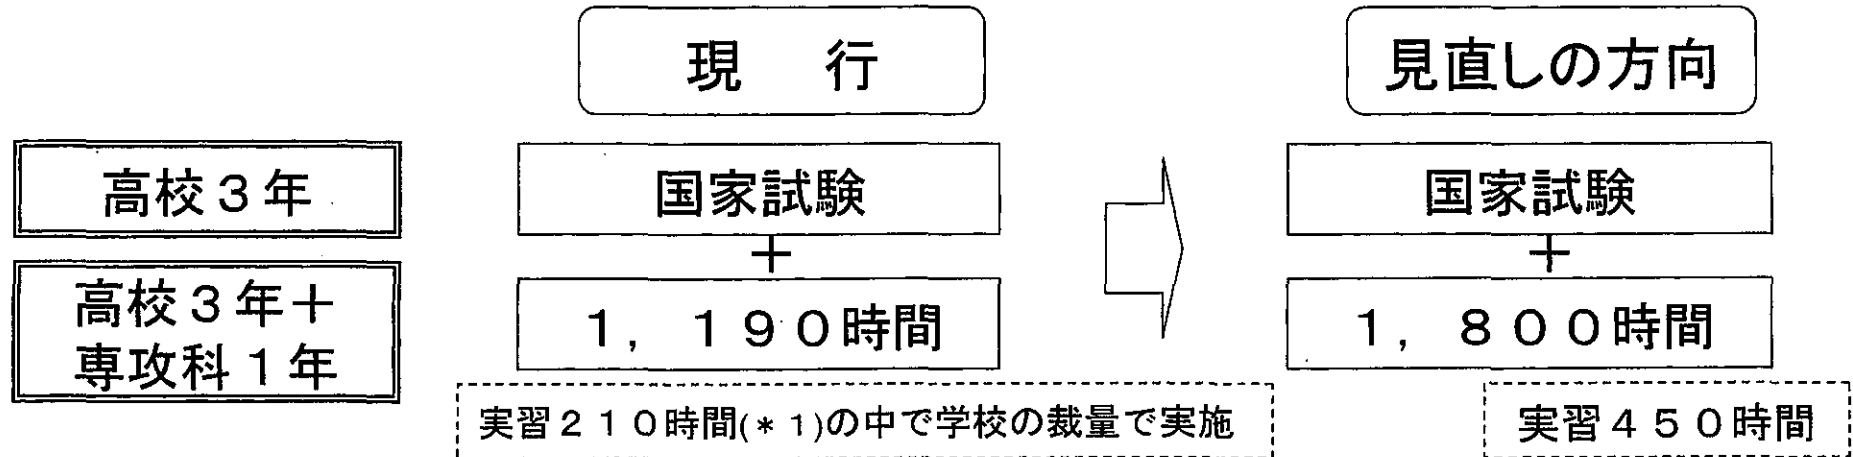 現　行
見直しの方向
高校３年
国家試験
国家試験
＋
＋
高校３年＋
専攻科１年
１，１９０時間
１，８００時間
実習２１０時間(＊1)の中で学校の裁量で実施
実習４５０時間